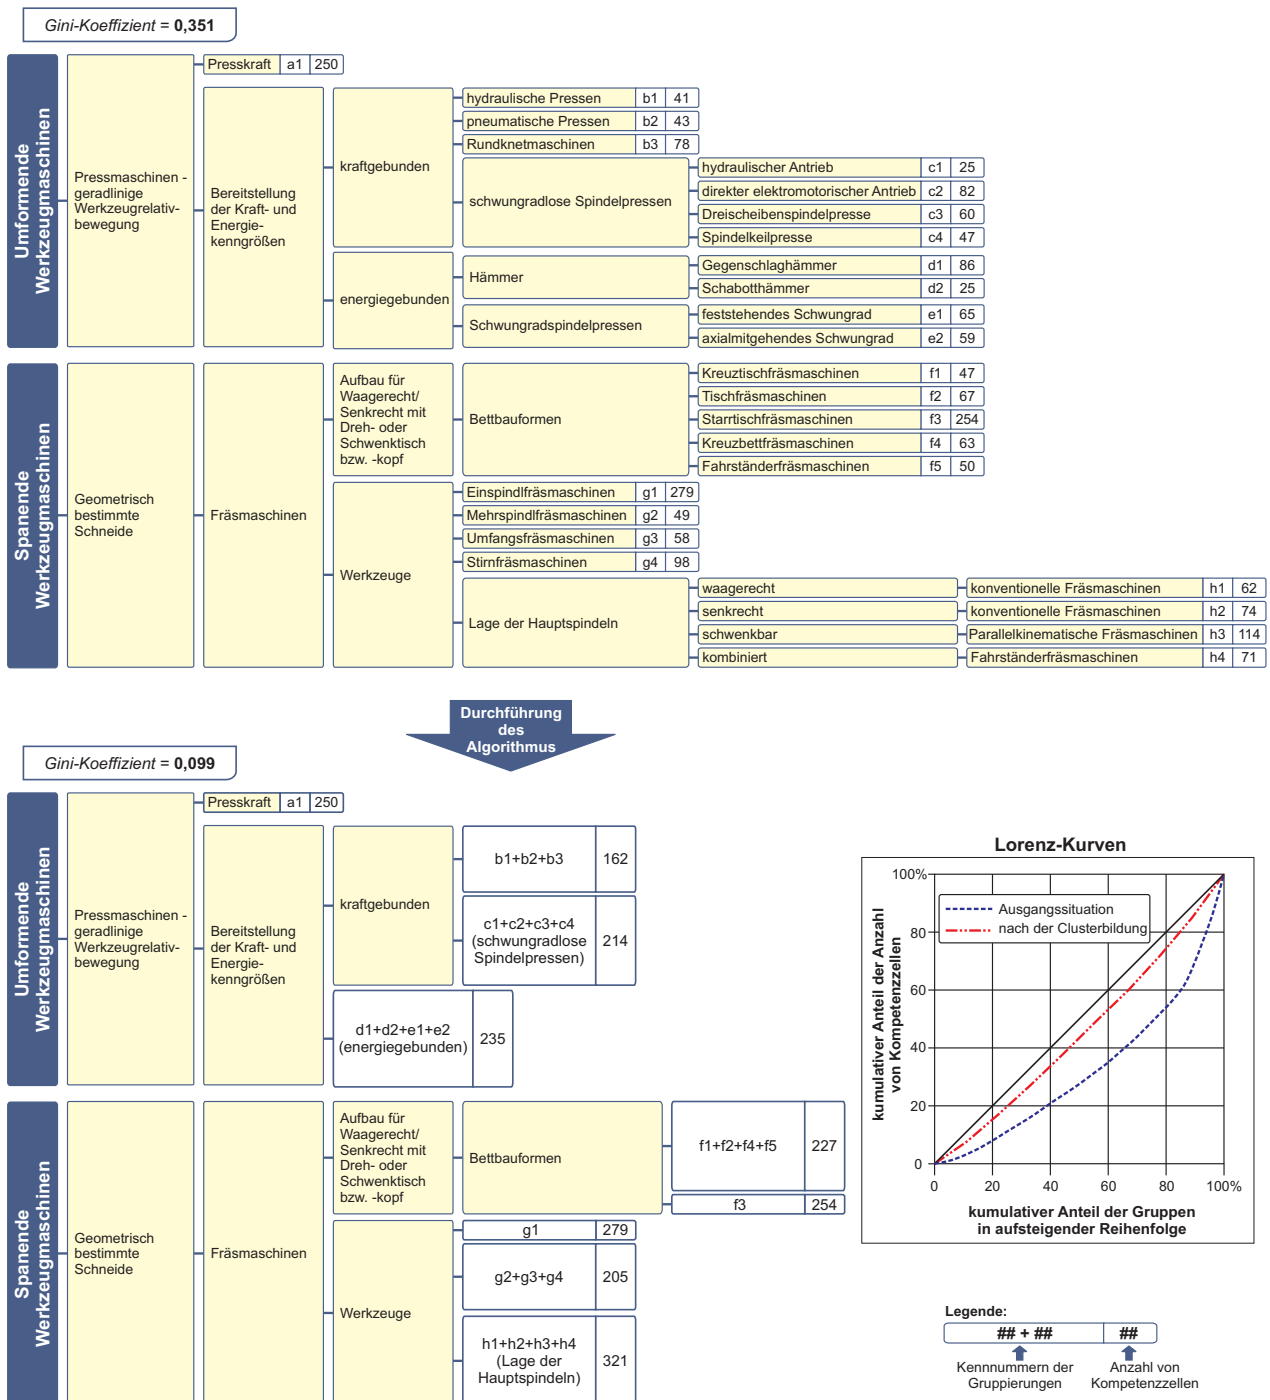 Gini-Koeffizient = 0,351
Umformende
Werkzeugmaschinen
Pressmaschinen -
geradlinige
Werkzeugrelativ-
bewegung
Presskraft a1 250
Bereitstellung
der Kraft- und
Energie-
kenngrößen
kraftgebunden
hydraulische Pressen b1 41
pneumatische Pressen b2 43
Rundknetmaschinen b3 78
schwungradlose Spindelpressen
hydraulischer Antrieb c1 25
direkter elektromotorischer Antrieb c2 82
Dreischeibenspindelpresse c3 60
Spindelkeilpresse c4 47
energiegebunden
Hämmer
Gegenschlaghämmer d1 86
Schabotthämmer d2 25
Schwungradspindelpressen
feststehendes Schwungrad e1 65
axialmitgehendes Schwungrad e2 59
Spanende
Werkzeugmaschinen
Geometrisch
bestimmte
Schneide
Fräsmaschinen
Aufbau für
Waagerecht/
Senkrecht mit
Dreh- oder
Schwenktisch
bzw. -kopf
Bettbauformen
Kreuztischfräsmaschinen f1 47
Tischfräsmaschinen f2 67
Starrtischfräsmaschinen f3 254
Kreuzbettfräsmaschinen f4 63
Fahrständerfräsmaschinen f5 50
Werkzeuge
Einspindlfräsmaschinen g1 279
Mehrspindlfräsmaschinen g2 49
Umfangsfräsmaschinen g3 58
Stirnfräsmaschinen g4 98
Lage der Hauptspindeln
waagerecht konventionelle Fräsmaschinen h1 62
senkrecht konventionelle Fräsmaschinen h2 74
schwenkbar Parallelkinematische Fräsmaschinen h3 114
kombiniert Fahrständerfräsmaschinen h4 71
Durchführung
des
Algorithmus
Gini-Koeffizient = 0,099
Umformende
Werkzeugmaschinen
Pressmaschinen -
geradlinige
Werkzeugrelativ-
bewegung
Presskraft a1 250
Bereitstellung
der Kraft- und
Energie-
kenngrößen
kraftgebunden
b1+b2+b3 162
c1+c2+c3+c4
(schwungradlose 214
Spindelpressen)
d1+d2+e1+e2
(energiegebunden) 235
Spanende
Werkzeugmaschinen
Geometrisch
bestimmte
Schneide
Fräsmaschinen
Aufbau für
Waagerecht/
Senkrecht mit
Dreh- oder
Schwenktisch
bzw. -kopf
Bettbauformen
f1+f2+f4+f5 227
f3 254
Werkzeuge
g1 279
g2+g3+g4 205
h1+h2+h3+h4
(Lage der 321
Hauptspindeln)
Lorenz-Kurven
kumulativer Anteil der Anzahl
von Kompetenzzellen
100%
80
60
40
20
0
Ausgangssituation
nach der Clusterbildung
0 20 40 60 80 100%
kumulativer Anteil der Gruppen
in aufsteigender Reihenfolge
Legende:
## + ## ##
Kennnummern der
Gruppierungen
Anzahl von
Kompetenzzellen